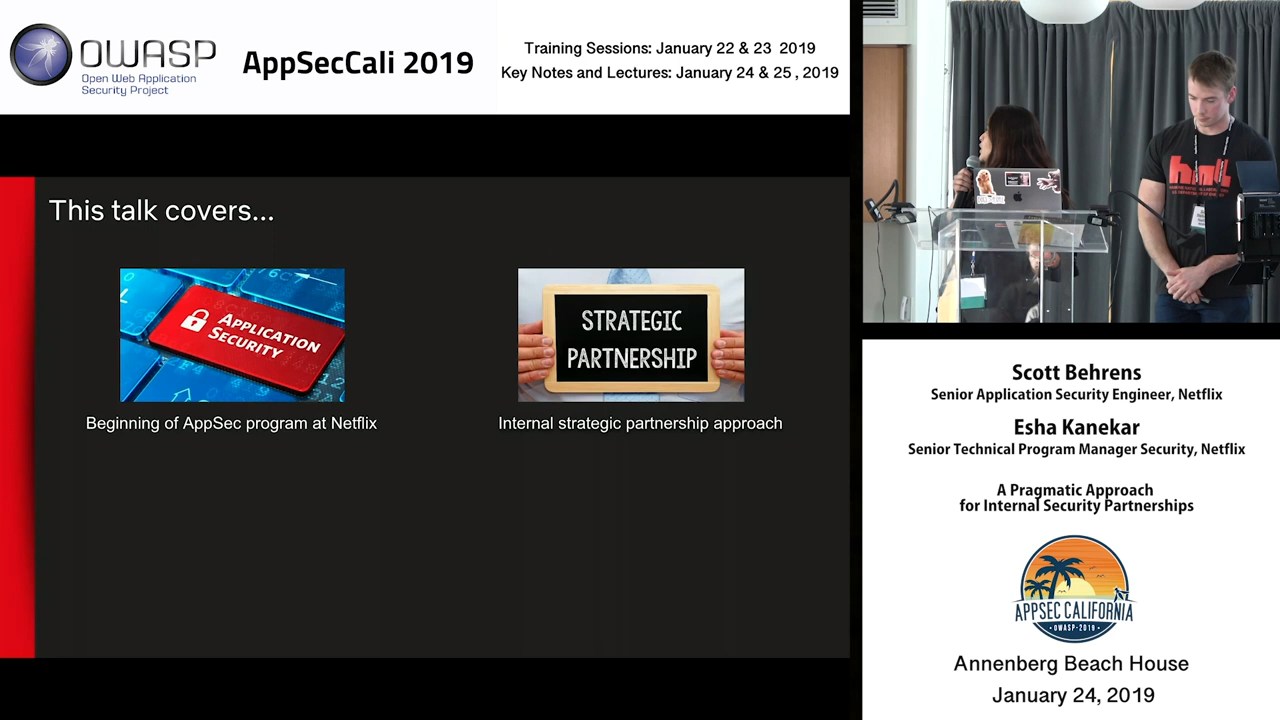 OWASP
Open Web Application
Security Project
AppSecCali 2019
Training Sessions: January 22 & 23 2019
Key Notes and Lectures: January 24 & 25 , 2019
This talk covers...
APPLICATION
SECURITY
Beginning of AppSec program at Netflix
STRATEGIC
PARTNERSHIP
Internal strategic partnership approach
Scott Behrens
Senior Application Security Engineer, Netflix
Esha Kanekar
Senior Technical Program Manager Security, Netflix
A Pragmatic Approach
for Internal Security Partnerships
APPSEC CALIFORNIA
OWASP-2019
Annenberg Beach House
January 24, 2019